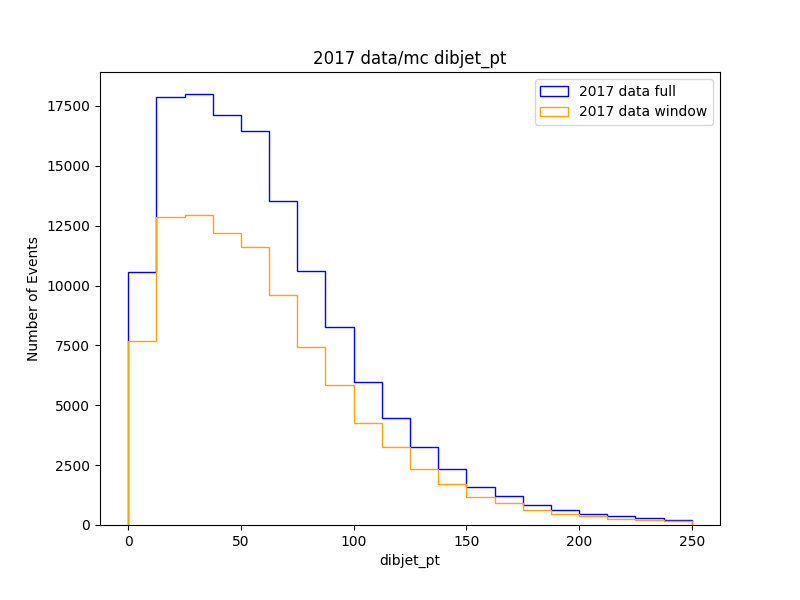 2017 data/mc dibjet_pt
2017 data full
2017 data window
17500
15000
12500
10000
7500
5000
2500
0
Number of Events
0 50 100 150 200 250
dibjet_pt